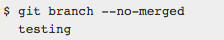 $ git branch --no-merged
  testing